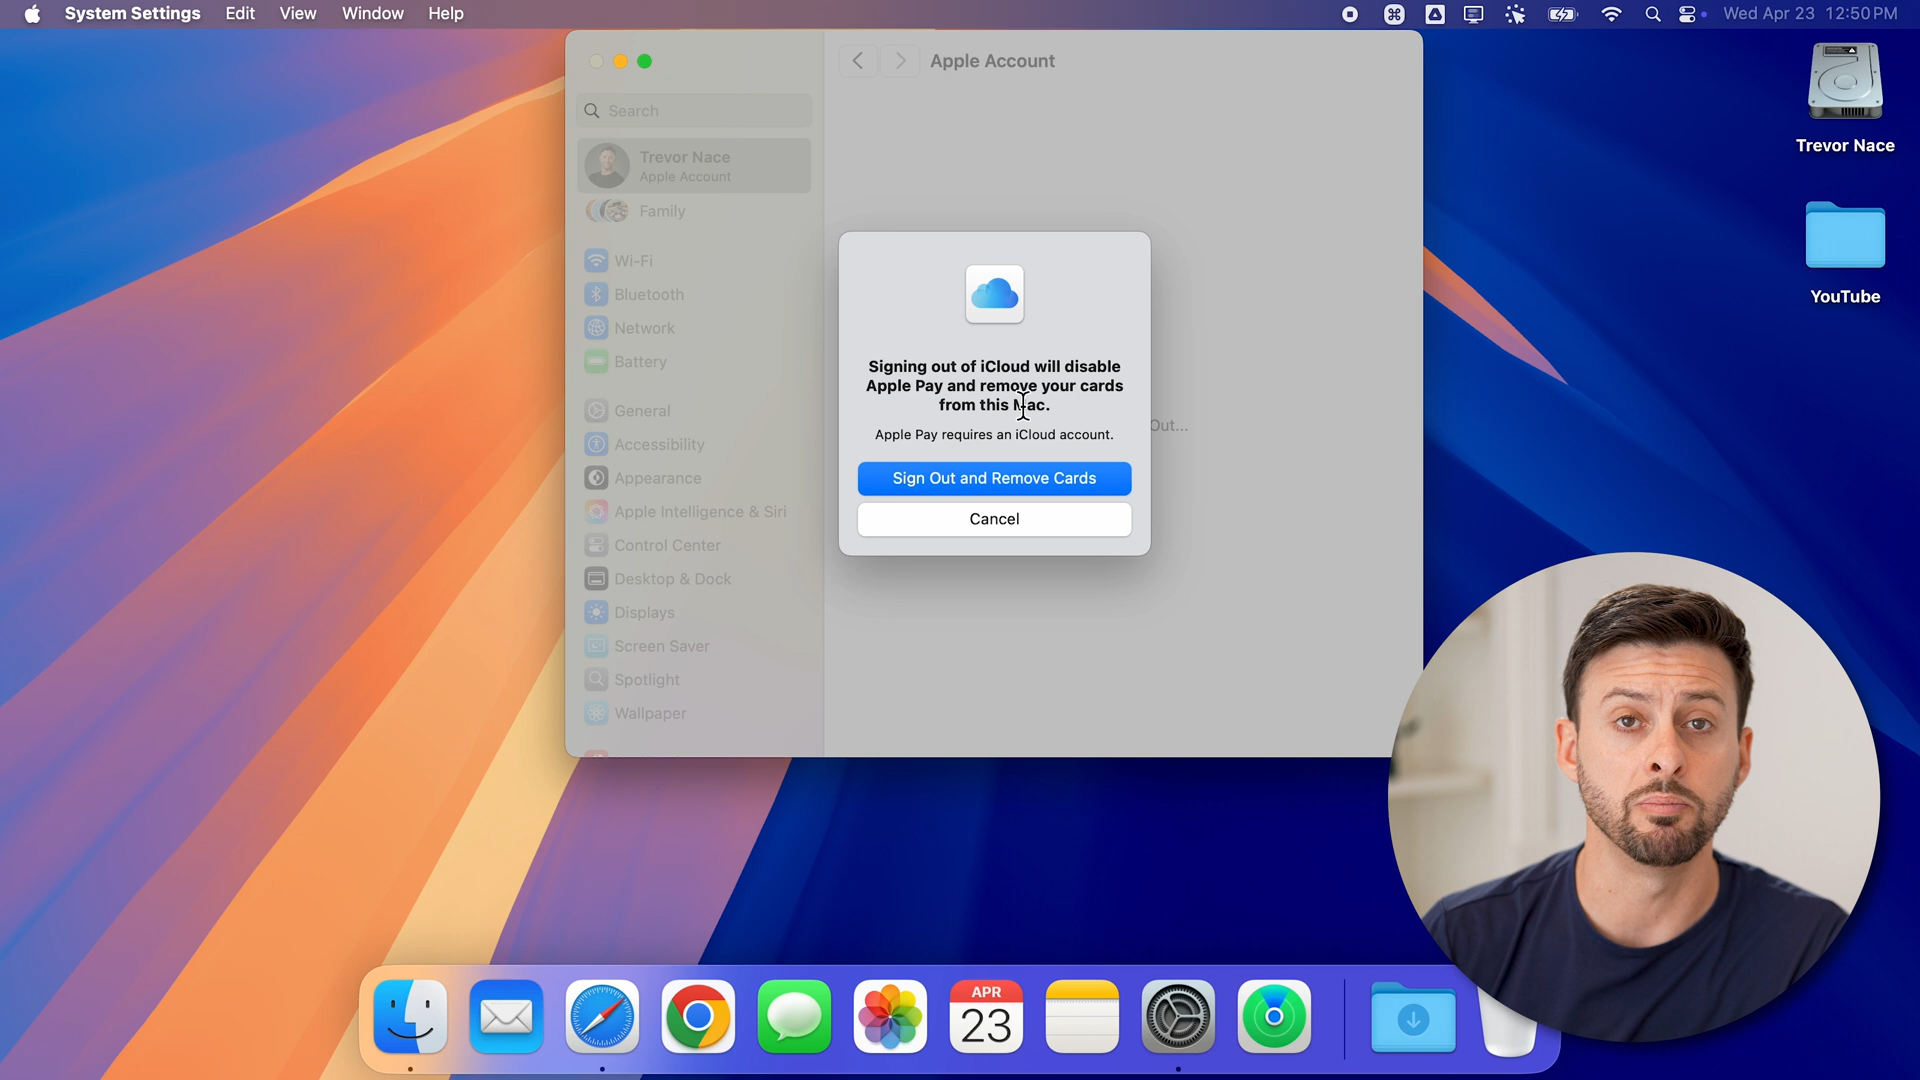 System Settings Edit View Window Help
Wed Apr 23 12:50 PM
Apple Account
Search
Trevor Nace
Apple Account
Family
Wi-Fi
Bluetooth
Network
Battery
General
Accessibility
Appearance
Apple Intelligence & Siri
Control Center
Desktop & Dock
Displays
Screen Saver
Spotlight
Wallpaper
Out...
Signing out of iCloud will disable
Apple Pay and remove your cards
from this Mac.
Apple Pay requires an iCloud account.
Sign Out and Remove Cards
Cancel
Trevor Nace
YouTube
APR
23